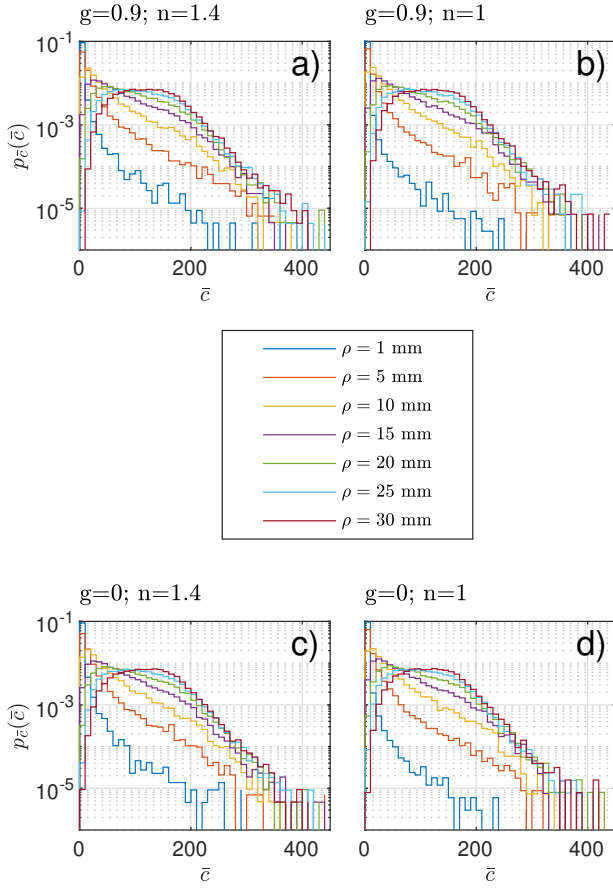 g=0.9; n=1.4
g=0.9; n=1
a)
b)
10⁻¹
10⁻³
10⁻⁵
p_c̄(c̄)
0 200 400
0 200 400
c̄
c̄
ρ = 1 mm
ρ = 5 mm
ρ = 10 mm
ρ = 15 mm
ρ = 20 mm
ρ = 25 mm
ρ = 30 mm
g=0; n=1.4
g=0; n=1
c)
d)
10⁻¹
10⁻³
10⁻⁵
p_c̄(c̄)
0 200 400
0 200 400
c̄
c̄